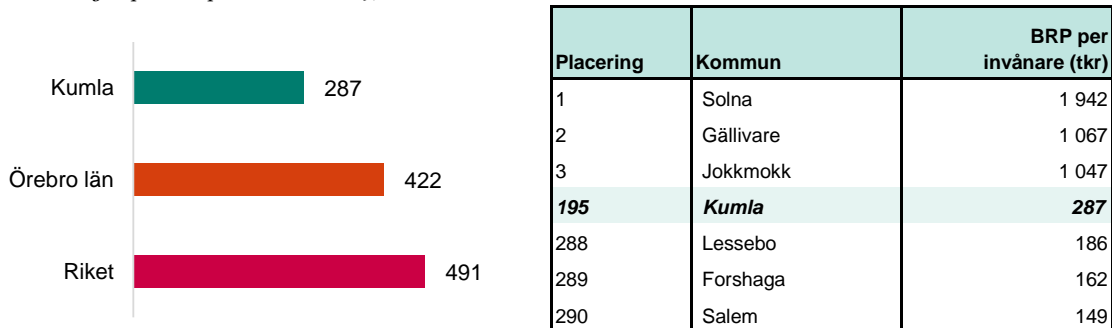 Kumla 287
Örebro län 422
Riket 491
Placering Kommun BRP per invånare (tkr)
1 Solna 1 942
2 Gällivare 1 067
3 Jokkmokk 1 047
195 Kumla 287
288 Lessebo 186
289 Forshaga 162
290 Salem 149